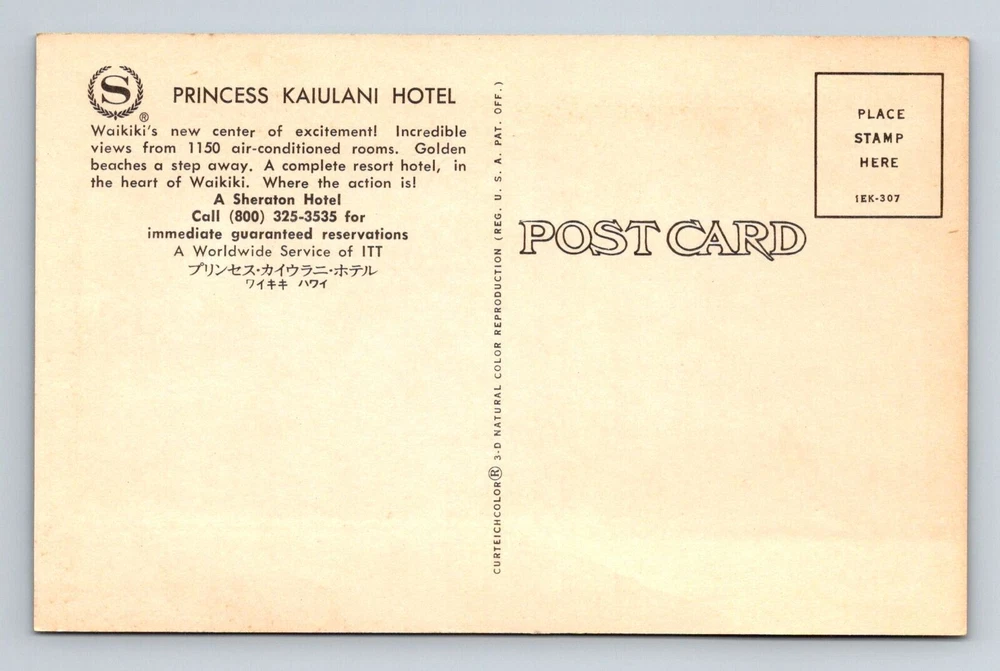 S
®
PRINCESS KAIULANI HOTEL
Waikiki's new center of excitement! Incredible
views from 1150 air-conditioned rooms. Golden
beaches a step away. A complete resort hotel, in
the heart of Waikiki. Where the action is!
A Sheraton Hotel
Call (800) 325-3535 for
immediate guaranteed reservations
A Worldwide Service of ITT
プリンセス・カイウラニ・ホテル
ワイキキ ハワイ
CURTEICHCOLOR® 3-D NATURAL COLOR REPRODUCTION (REG. U. S. A. PAT. OFF.)
POST CARD
PLACE
STAMP
HERE
1EK-307